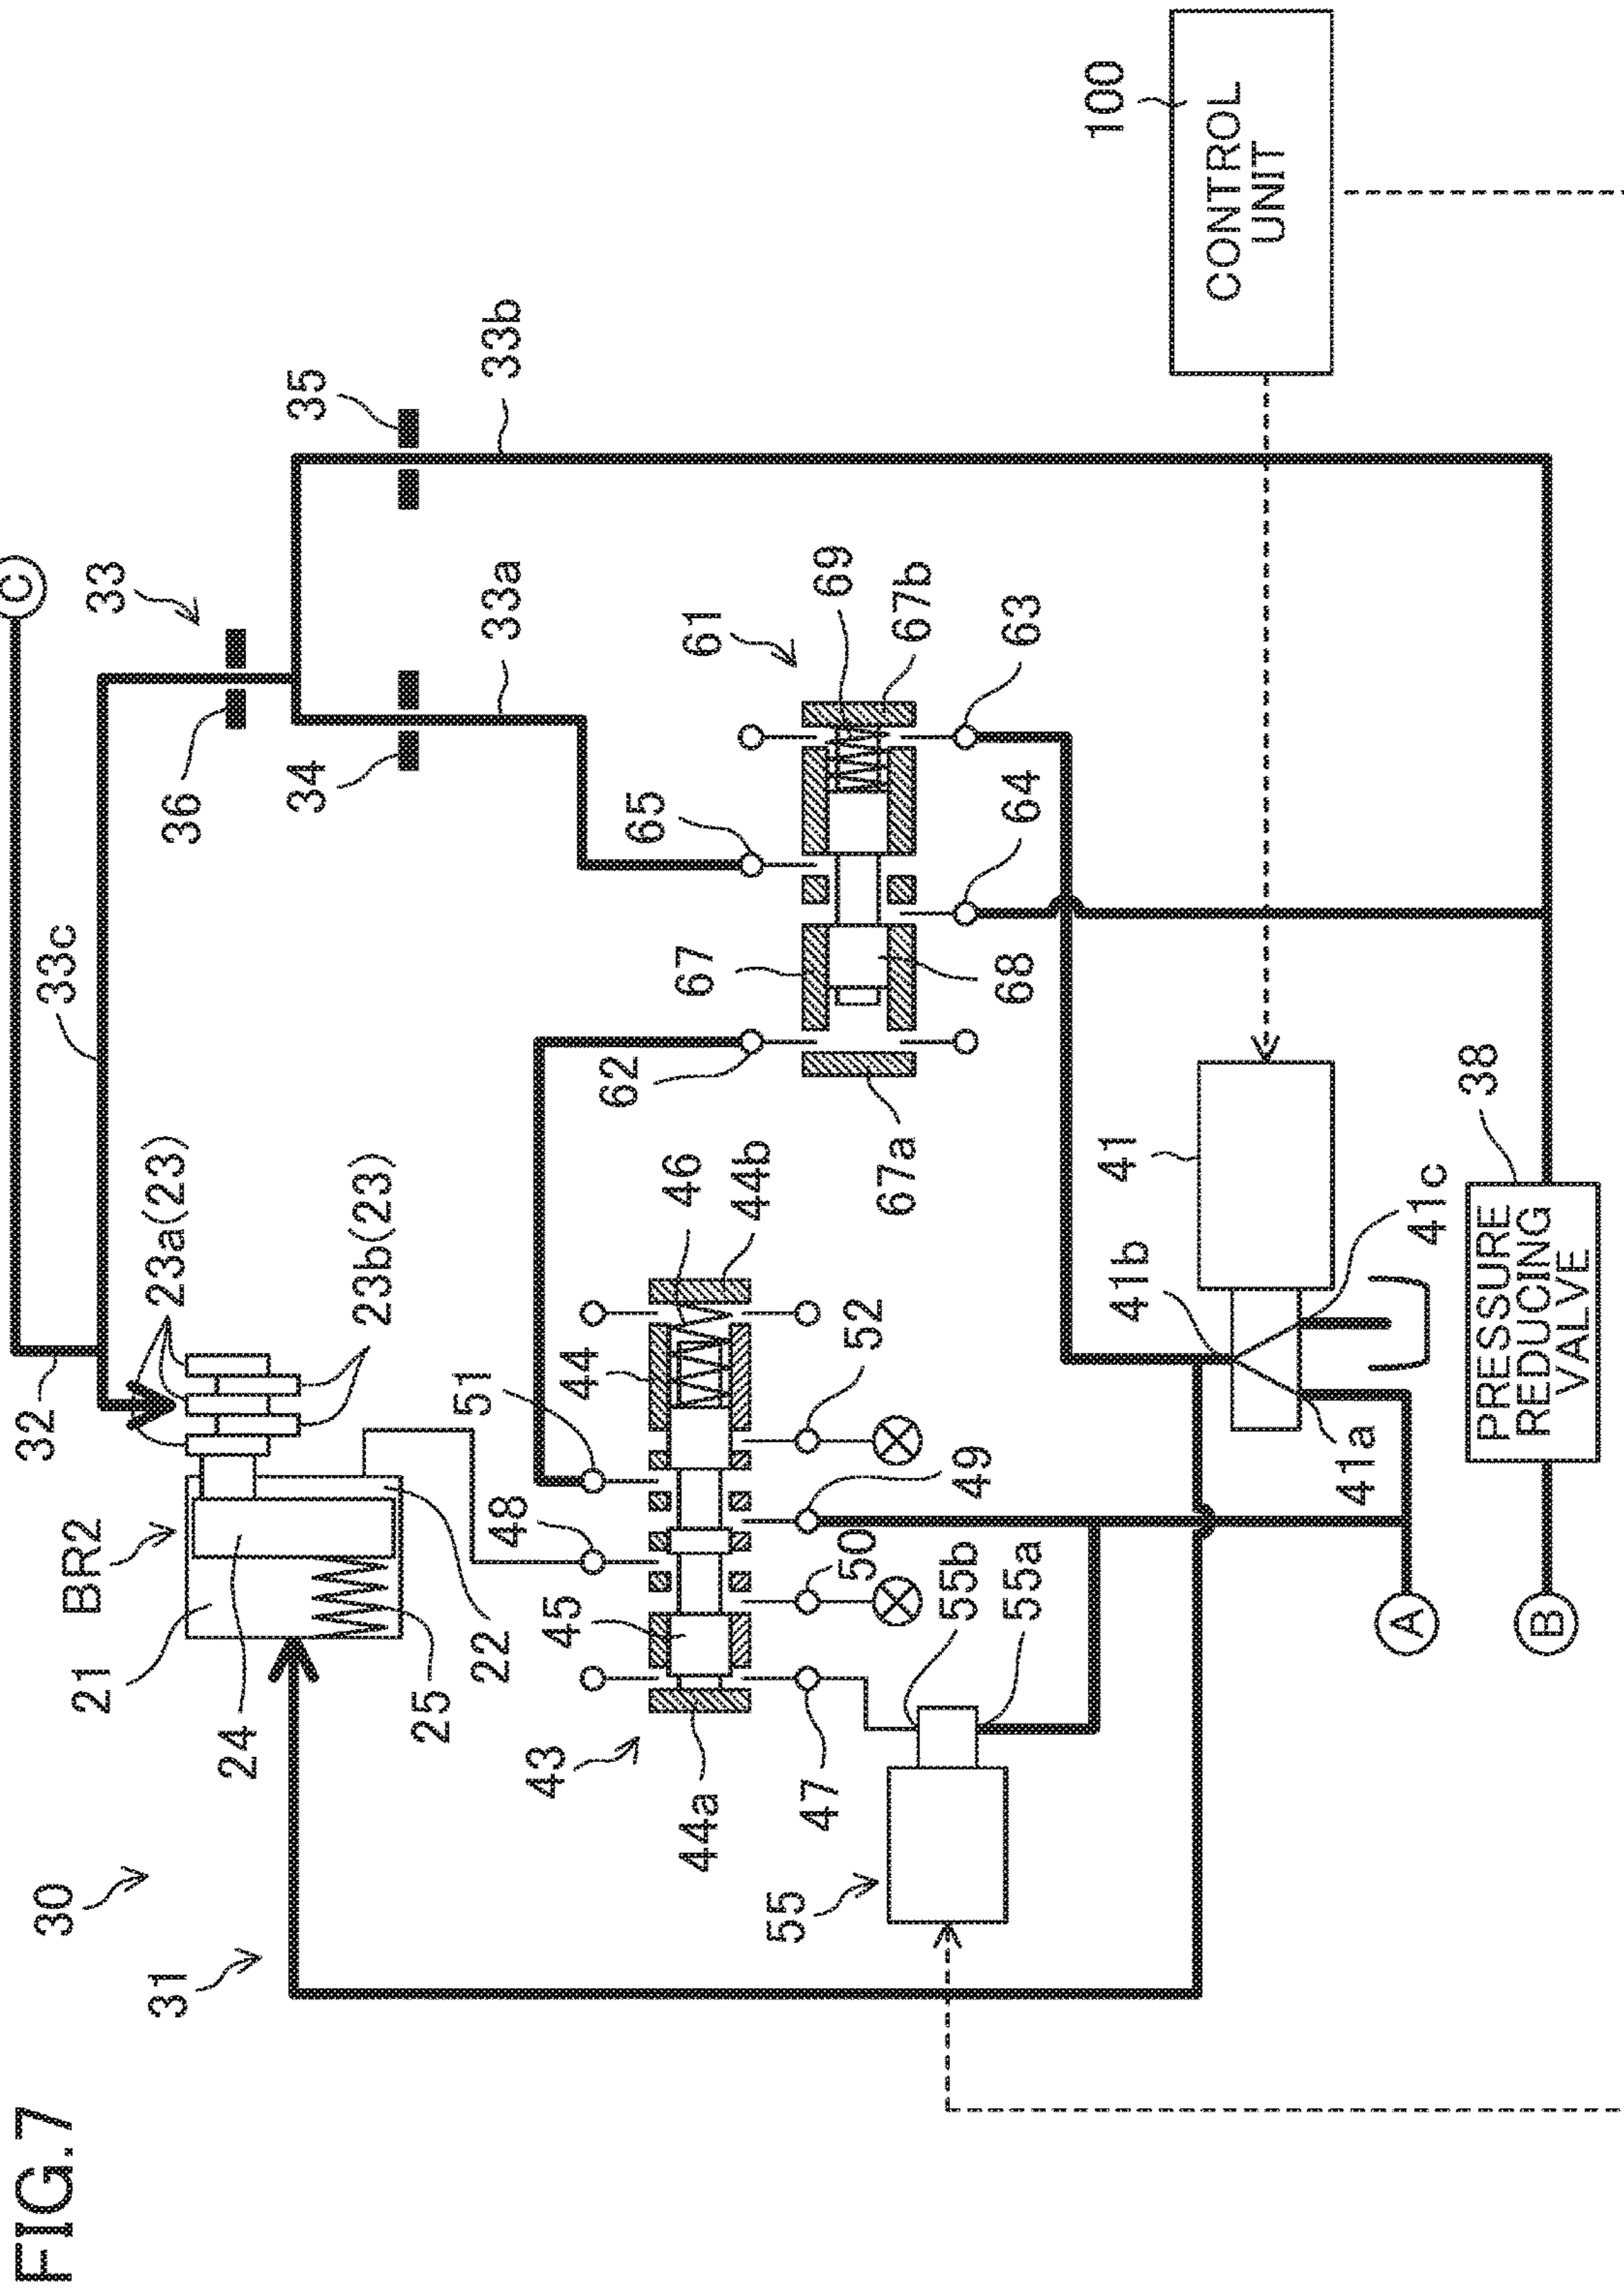 FIG.7
30
31
BR2
21
24
25
22
32
23a(23)
23b(23)
33c
33
C
36
34
35
33a
33b
43
44a
45
48
51
44
46
44b
47
50
49
52
55
55b
55a
62
67
65
61
69
67b
67a
68
64
63
41
41b
41c
41a
38
PRESSURE
REDUCING
VALVE
100
CONTROL
UNIT
A
B